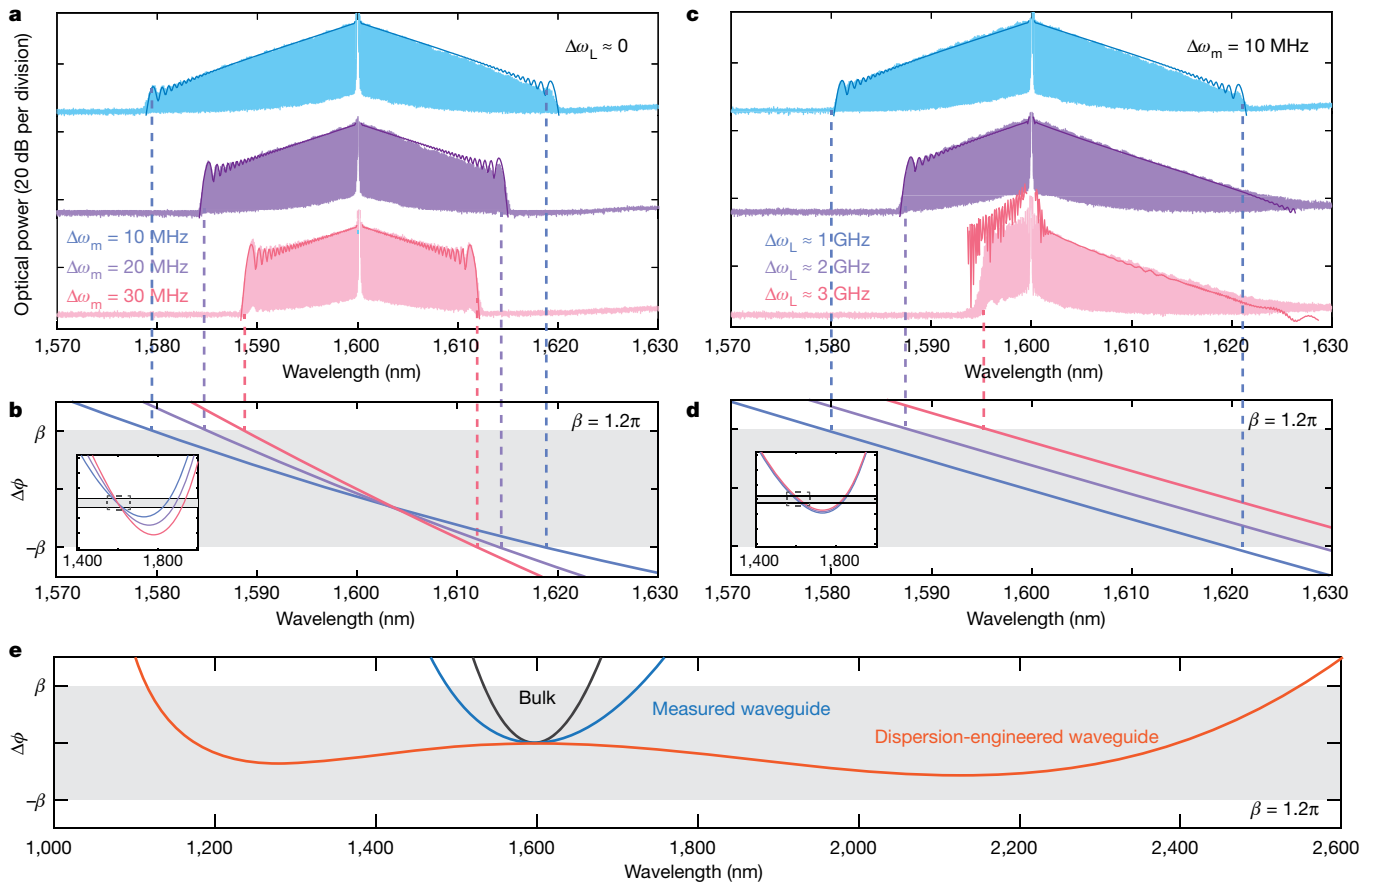 a
Optical power (20 dB per division)
Δω_L ≈ 0
Δω_m = 10 MHz
Δω_m = 20 MHz
Δω_m = 30 MHz
1,570 1,580 1,590 1,600 1,610 1,620 1,630
Wavelength (nm)
c
Δω_m = 10 MHz
Δω_L ≈ 1 GHz
Δω_L ≈ 2 GHz
Δω_L ≈ 3 GHz
1,570 1,580 1,590 1,600 1,610 1,620 1,630
Wavelength (nm)
b
β = 1.2π
β
Δϕ
–β
1,400 1,800
1,570 1,580 1,590 1,600 1,610 1,620 1,630
Wavelength (nm)
d
β = 1.2π
1,400 1,800
1,570 1,580 1,590 1,600 1,610 1,620 1,630
Wavelength (nm)
e
β
Δϕ
–β
Bulk
Measured waveguide
Dispersion-engineered waveguide
β = 1.2π
1,000 1,200 1,400 1,600 1,800 2,000 2,200 2,400 2,600
Wavelength (nm)